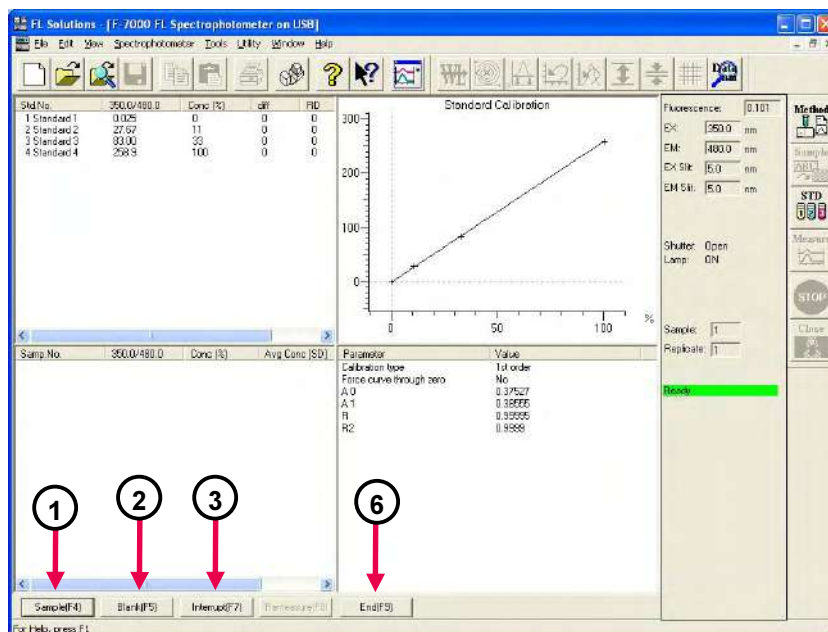 FL Solutions - [F-7000 FL Spectrophotometer on USB]
File Edit View Spectrophotometer Tools Utility Window Help
Std.No. 350.0/480.0 Conc (%) diff RID
1 Standard 1 0.025 0 0 0
2 Standard 2 27.67 11 0 0
3 Standard 3 83.00 33 0 0
4 Standard 4 258.9 100 0 0
Standard Calibration
300
200
100
0
0 50 100 %
Fluorescence: 0.101
EX: 350.0 nm
EM: 480.0 nm
EX Slit: 5.0 nm
EM Slit: 5.0 nm
Shutter: Open
Lamp: ON
Sample: 1
Replicate: 1
Ready
Method
Sample
STD
Measure
STOP
Close
Samp.No. 350.0/480.0 Conc (%) Avg Conc [SD]
Parameter Value
Calibration type 1st order
Force curve through zero No
A0 0.37527
A1 0.38555
R 0.99995
R2 0.9999
1
2
3
6
Sample(F4) Blank(F5) Interrupt(F7) End(F9)
For Help, press F1